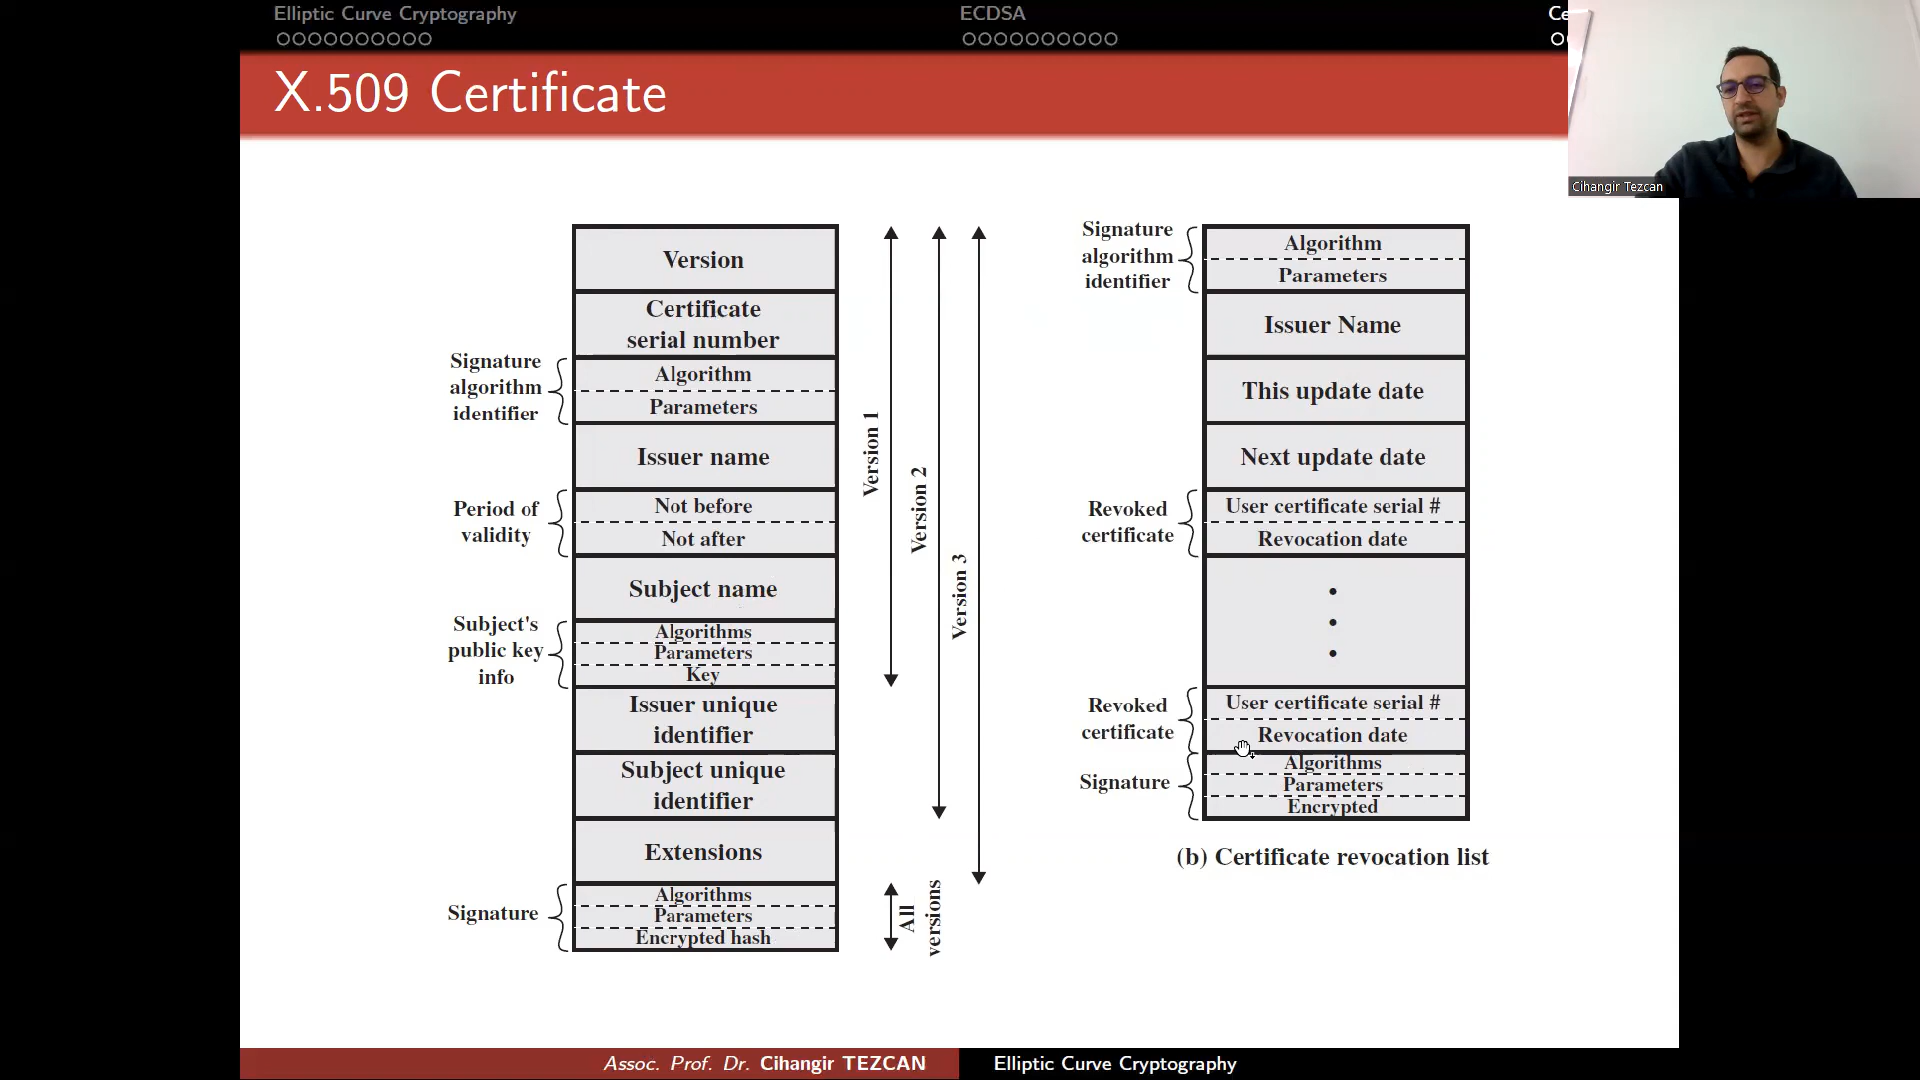 Elliptic Curve Cryptography
ECDSA
Ce
X.509 Certificate
Cihangir Tezcan
Version
Certificate
serial number
Signature
algorithm
identifier
Algorithm
Parameters
Issuer name
Period of
validity
Not before
Not after
Subject name
Subject's
public key
info
Algorithms
Parameters
Key
Issuer unique
identifier
Subject unique
identifier
Extensions
Signature
Algorithms
Parameters
Encrypted hash
Version 1
Version 2
Version 3
All
versions
Signature
algorithm
identifier
Algorithm
Parameters
Issuer Name
This update date
Next update date
Revoked
certificate
User certificate serial #
Revocation date
Revoked
certificate
User certificate serial #
Revocation date
Signature
Algorithms
Parameters
Encrypted
(b) Certificate revocation list
Assoc. Prof. Dr. Cihangir TEZCAN
Elliptic Curve Cryptography